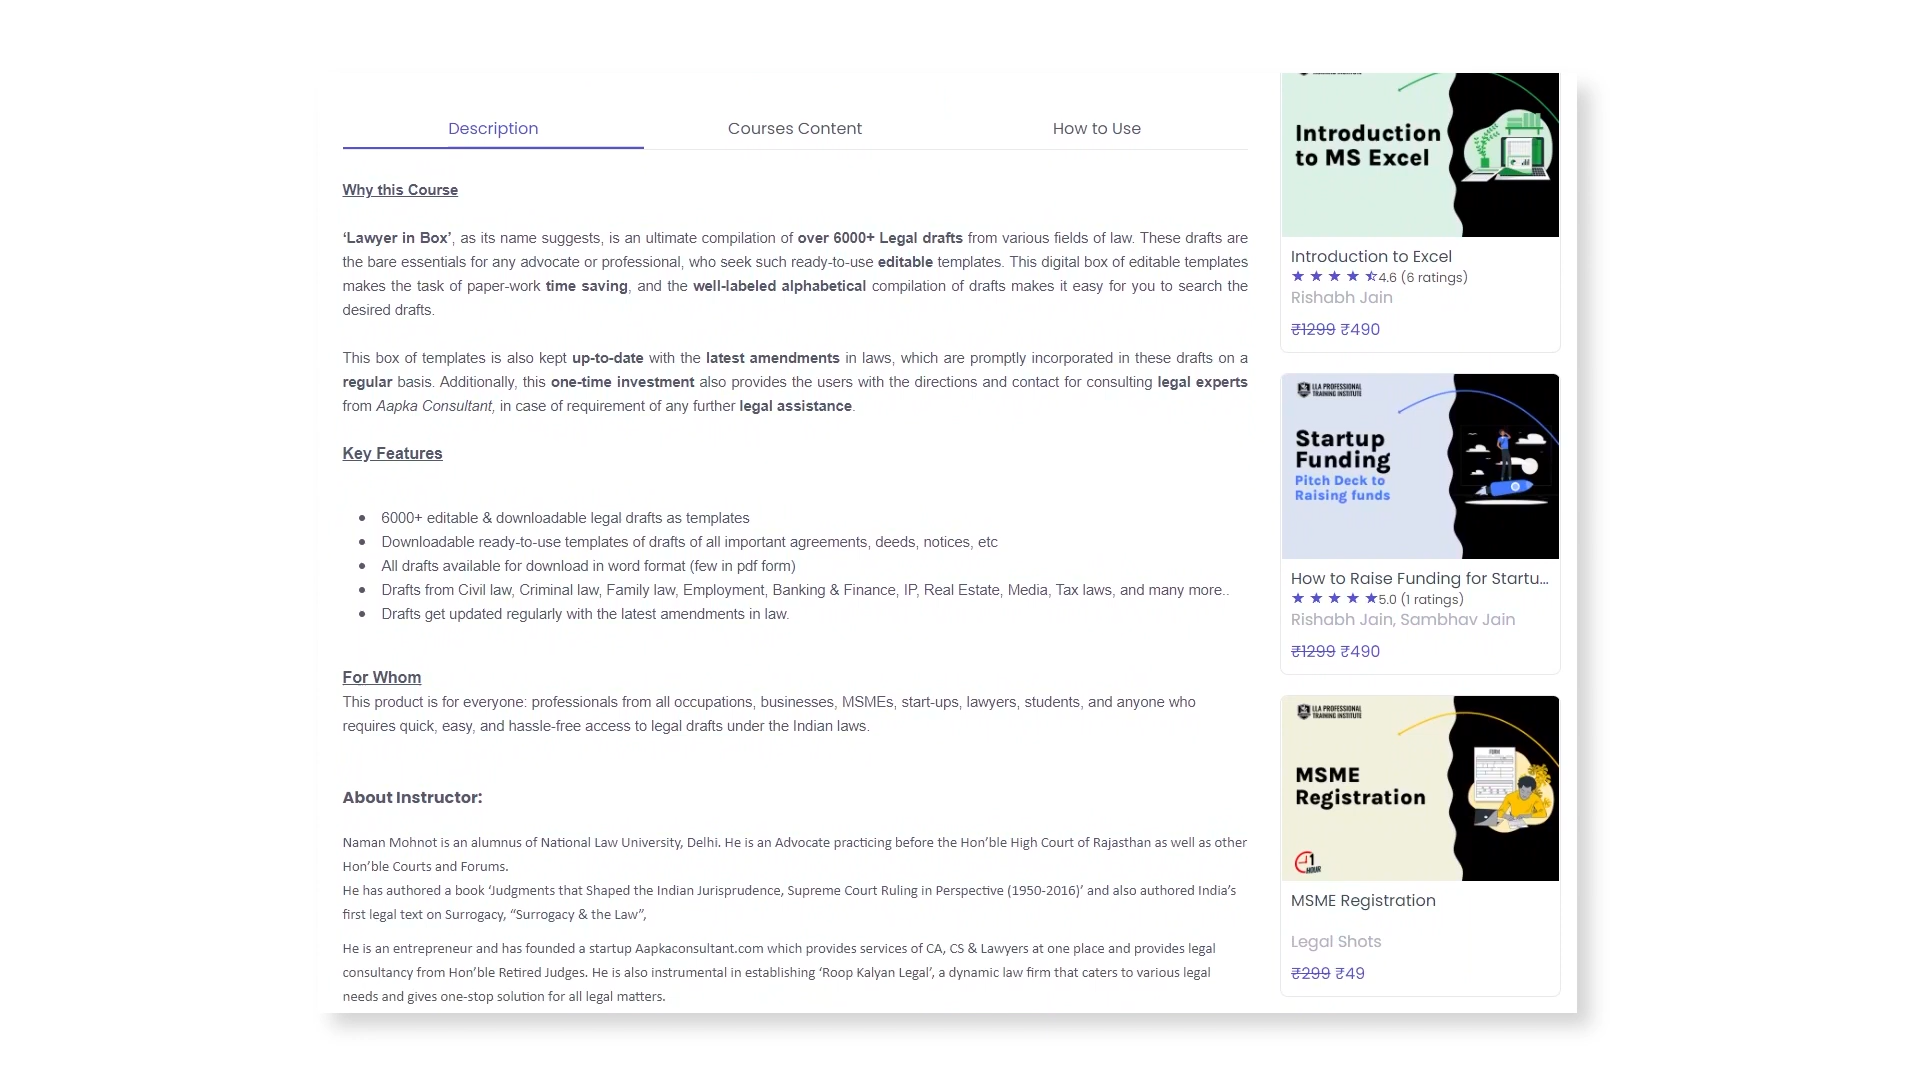 Description
Courses Content
How to Use
Why this Course
‘Lawyer in Box’, as its name suggests, is an ultimate compilation of over 6000+ Legal drafts from various fields of law. These drafts are
the bare essentials for any advocate or professional, who seek such ready-to-use editable templates. This digital box of editable templates
makes the task of paper-work time saving, and the well-labeled alphabetical compilation of drafts makes it easy for you to search the
desired drafts.
This box of templates is also kept up-to-date with the latest amendments in laws, which are promptly incorporated in these drafts on a
regular basis. Additionally, this one-time investment also provides the users with the directions and contact for consulting legal experts
from Aapka Consultant, in case of requirement of any further legal assistance.
Key Features
• 6000+ editable & downloadable legal drafts as templates
• Downloadable ready-to-use templates of drafts of all important agreements, deeds, notices, etc
• All drafts available for download in word format (few in pdf form)
• Drafts from Civil law, Criminal law, Family law, Employment, Banking & Finance, IP, Real Estate, Media, Tax laws, and many more..
• Drafts get updated regularly with the latest amendments in law.
For Whom
This product is for everyone: professionals from all occupations, businesses, MSMEs, start-ups, lawyers, students, and anyone who
requires quick, easy, and hassle-free access to legal drafts under the Indian laws.
About Instructor:
Naman Mohnot is an alumnus of National Law University, Delhi. He is an Advocate practicing before the Hon’ble High Court of Rajasthan as well as other
Hon’ble Courts and Forums.
He has authored a book ‘Judgments that Shaped the Indian Jurisprudence, Supreme Court Ruling in Perspective (1950-2016)’ and also authored India’s
first legal text on Surrogacy, “Surrogacy & the Law”,
He is an entrepreneur and has founded a startup Aapkaconsultant.com which provides services of CA, CS & Lawyers at one place and provides legal
consultancy from Hon’ble Retired Judges. He is also instrumental in establishing ‘Roop Kalyan Legal’, a dynamic law firm that caters to various legal
needs and gives one-stop solution for all legal matters.
Introduction
to MS Excel
Introduction to Excel
4.6 (6 ratings)
Rishabh Jain
₹1299 ₹490
LLA PROFESSIONAL
TRAINING INSTITUTE
Startup
Funding
Pitch Deck to
Raising funds
How to Raise Funding for Startu...
5.0 (1 ratings)
Rishabh Jain, Sambhav Jain
₹1299 ₹490
LLA PROFESSIONAL
TRAINING INSTITUTE
MSME
Registration
FORM
1
HOUR
MSME Registration
Legal Shots
₹299 ₹49